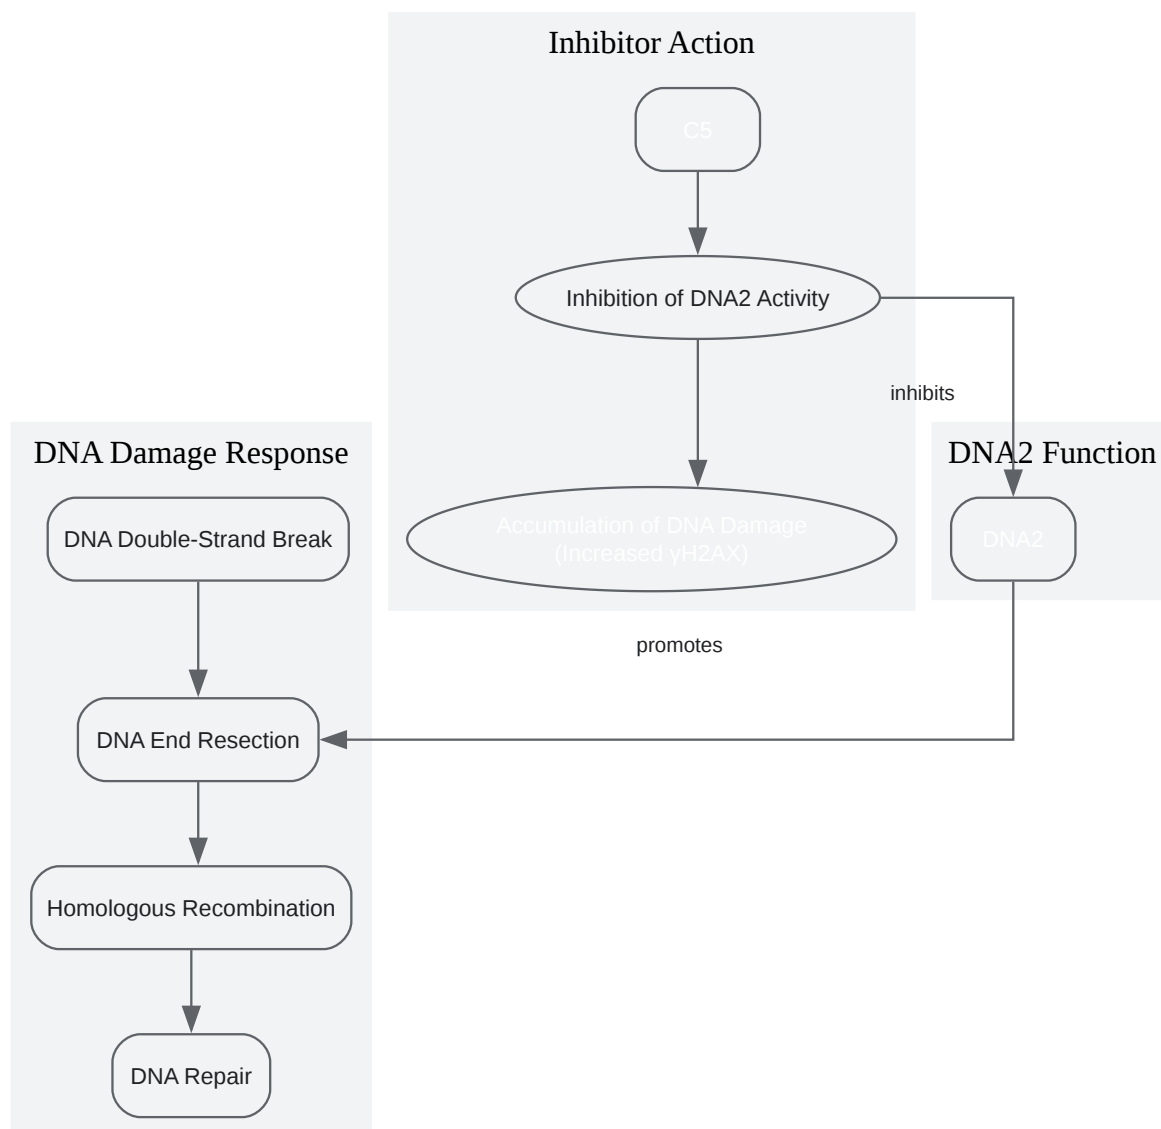 Inhibitor Action
C5
Inhibition of DNA2 Activity
inhibits
DNA Damage Response
DNA2 Function
DNA Double-Strand Break
Accumulation of DNA Damage
(Increased γH2AX)
DNA2
promotes
DNA End Resection
Homologous Recombination
DNA Repair